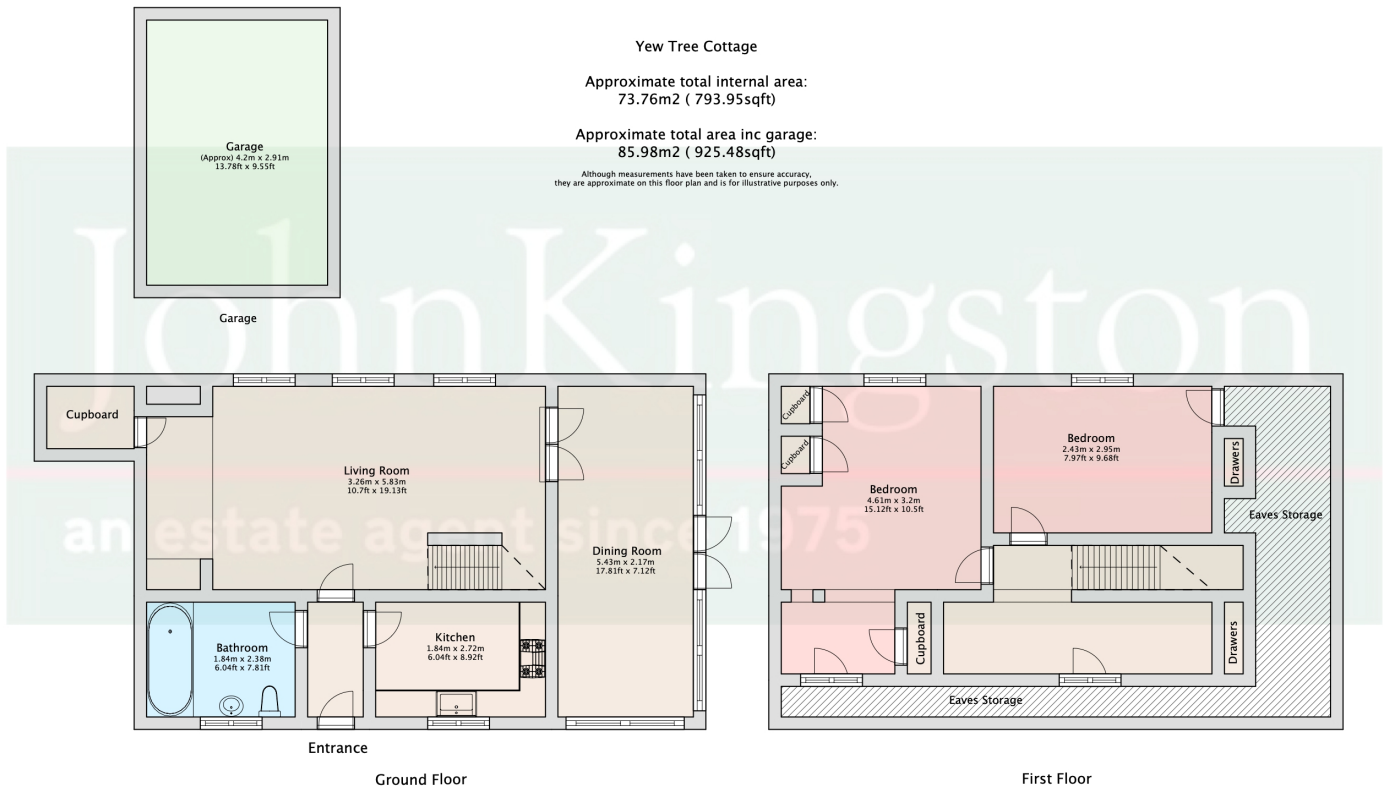 Yew Tree Cottage
Approximate total internal area:
73.76m2 ( 793.95sqft)
Approximate total area inc garage:
85.98m2 ( 925.48sqft)
Although measurements have been taken to ensure accuracy,
they are approximate on this floor plan and is for illustrative purposes only.
Garage
(Approx) 4.2m x 2.91m
13.78ft x 9.55ft
Garage
JohnKingston
an estate agent since 1975
Cupboard
Living Room
3.26m x 5.83m
10.7ft x 19.13ft
Dining Room
5.43m x 2.17m
17.81ft x 7.12ft
Bathroom
1.84m x 2.38m
6.04ft x 7.81ft
Kitchen
1.84m x 2.72m
6.04ft x 8.92ft
Entrance
Ground Floor
Cupboard
Cupboard
Bedroom
4.61m x 3.2m
15.12ft x 10.5ft
Bedroom
2.43m x 2.95m
7.97ft x 9.68ft
Drawers
Eaves Storage
Cupboard
Drawers
Eaves Storage
First Floor